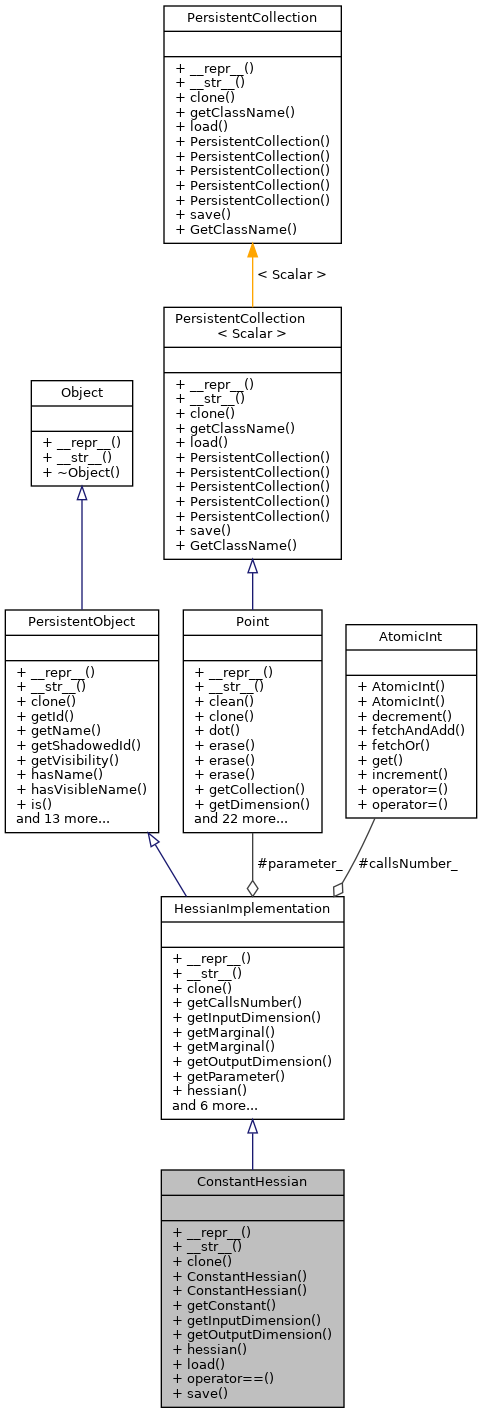 PersistentCollection
+ __repr__()
+ __str__()
+ clone()
+ getClassName()
+ load()
+ PersistentCollection()
+ PersistentCollection()
+ PersistentCollection()
+ PersistentCollection()
+ PersistentCollection()
+ save()
+ GetClassName()
< Scalar >
PersistentCollection
< Scalar >
+ __repr__()
+ __str__()
+ clone()
+ getClassName()
+ load()
+ PersistentCollection()
+ PersistentCollection()
+ PersistentCollection()
+ PersistentCollection()
+ PersistentCollection()
+ save()
+ GetClassName()
Object
+ __repr__()
+ __str__()
+ ~Object()
PersistentObject
+ __repr__()
+ __str__()
+ clone()
+ getId()
+ getName()
+ getShadowedId()
+ getVisibility()
+ hasName()
+ hasVisibleName()
+ is()
and 13 more...
Point
+ __repr__()
+ __str__()
+ clean()
+ clone()
+ dot()
+ erase()
+ erase()
+ erase()
+ getCollection()
+ getDimension()
and 22 more...
AtomicInt
+ AtomicInt()
+ AtomicInt()
+ decrement()
+ fetchAndAdd()
+ fetchOr()
+ get()
+ increment()
+ operator=()
+ operator=()
#parameter_
#callsNumber_
HessianImplementation
+ __repr__()
+ __str__()
+ clone()
+ getCallsNumber()
+ getInputDimension()
+ getMarginal()
+ getMarginal()
+ getOutputDimension()
+ getParameter()
+ hessian()
and 6 more...
ConstantHessian
+ __repr__()
+ __str__()
+ clone()
+ ConstantHessian()
+ ConstantHessian()
+ getConstant()
+ getInputDimension()
+ getOutputDimension()
+ hessian()
+ load()
+ operator==()
+ save()